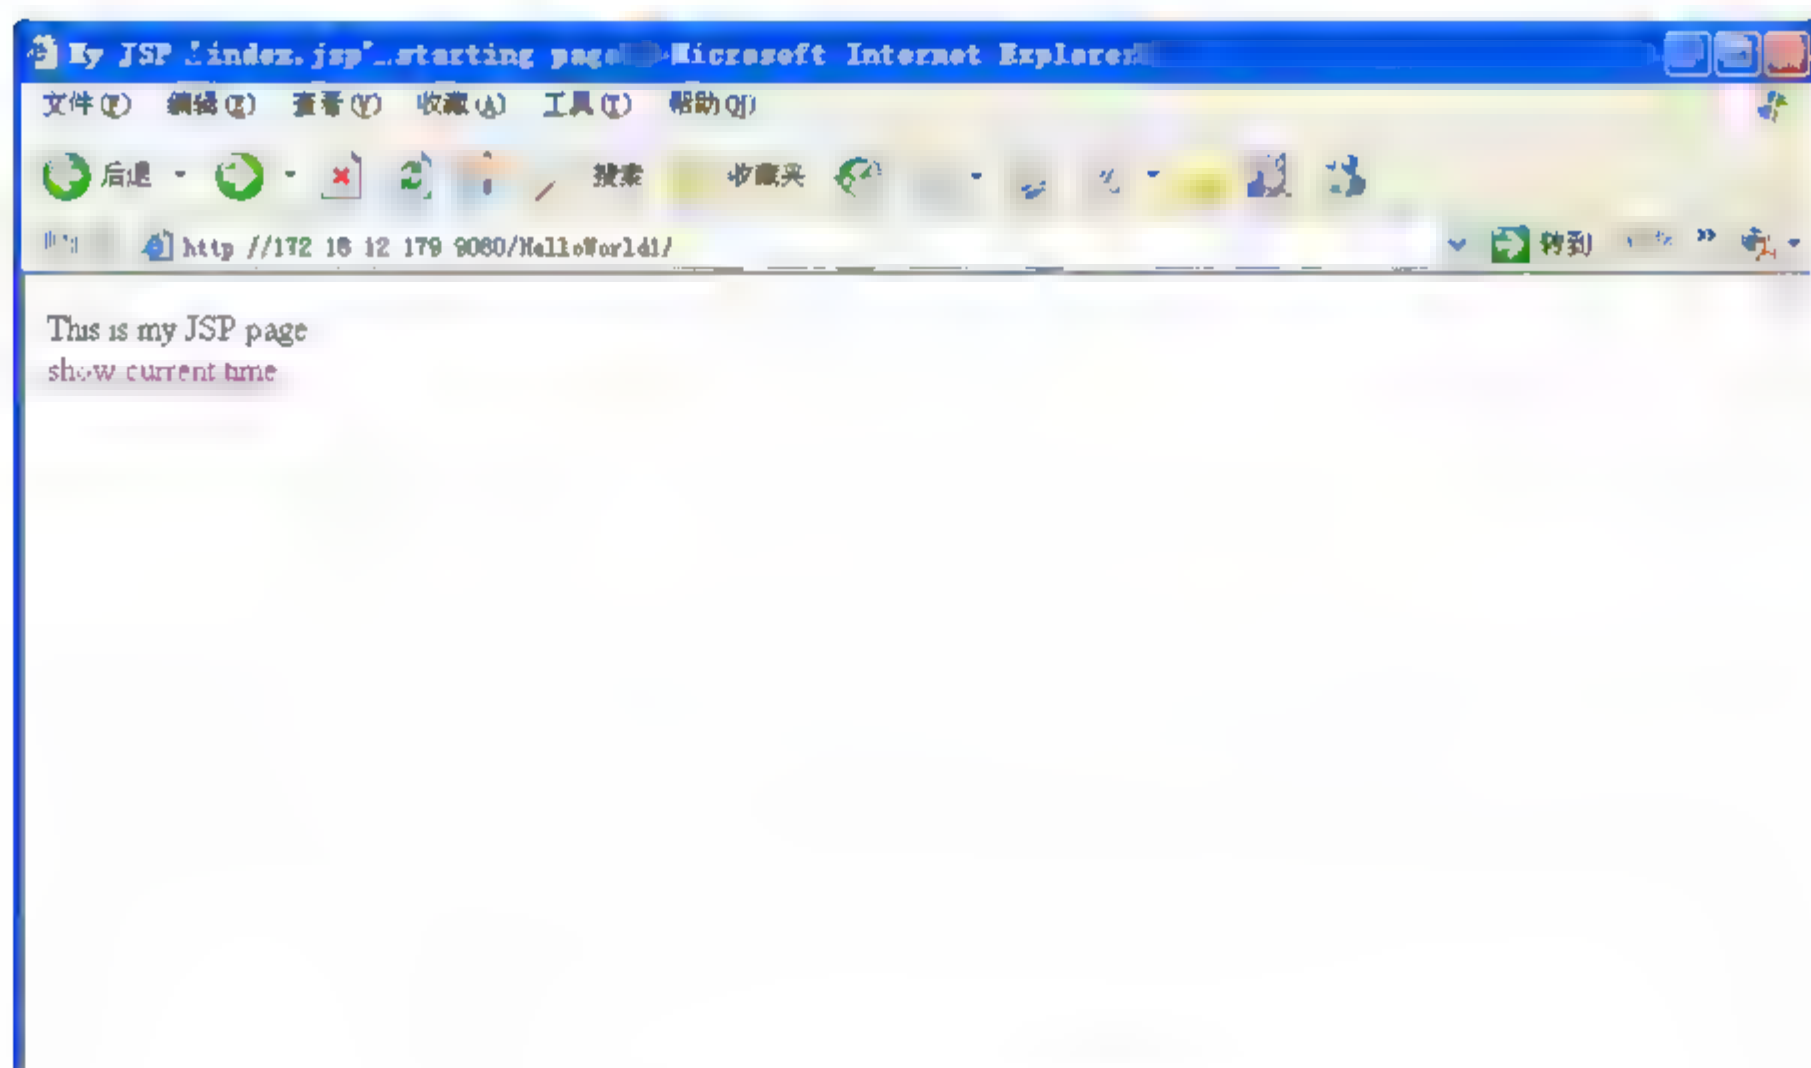 My JSP 'index.jsp' starting page - Microsoft Internet Explorer
文件(F) 编辑(E) 查看(V) 收藏(A) 工具(T) 帮助(H)
后退 搜索 收藏夹
http //172 16 12 179 9080/HelloWorld1/ 转到
This is my JSP page
show current time